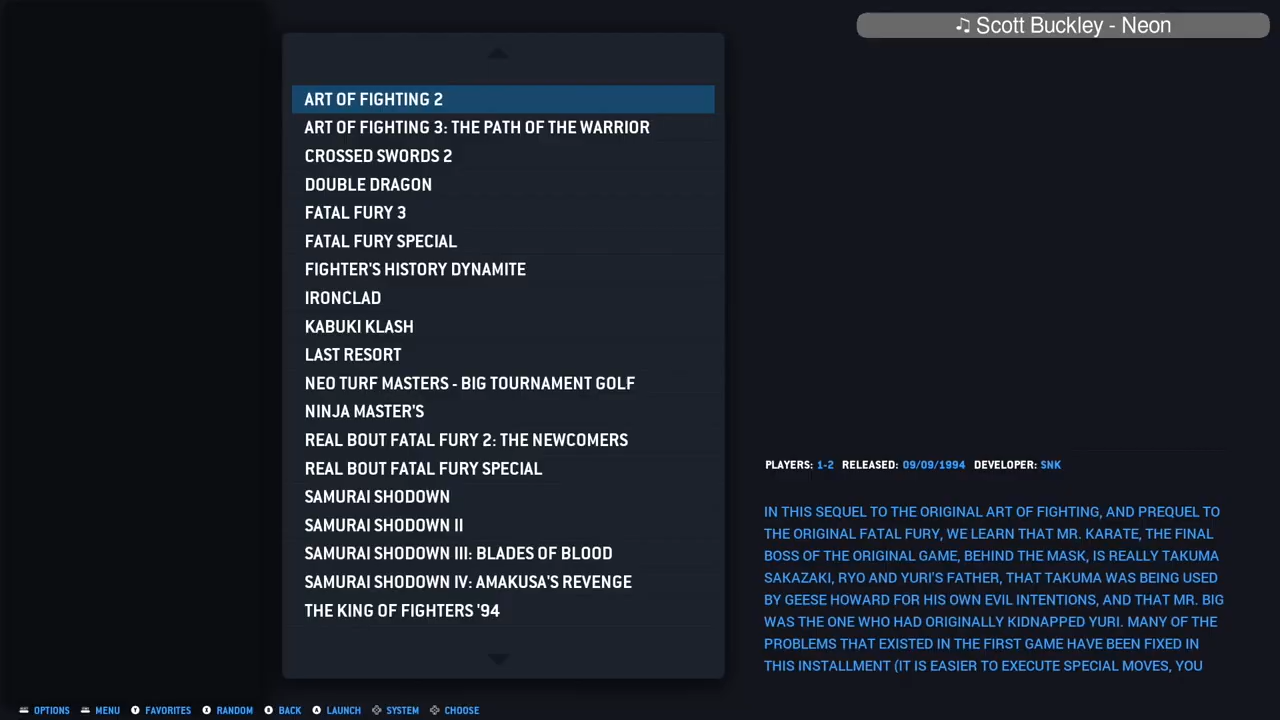 ♫ Scott Buckley - Neon
ART OF FIGHTING 2
ART OF FIGHTING 3: THE PATH OF THE WARRIOR
CROSSED SWORDS 2
DOUBLE DRAGON
FATAL FURY 3
FATAL FURY SPECIAL
FIGHTER'S HISTORY DYNAMITE
IRONCLAD
KABUKI KLASH
LAST RESORT
NEO TURF MASTERS - BIG TOURNAMENT GOLF
NINJA MASTER'S
REAL BOUT FATAL FURY 2: THE NEWCOMERS
REAL BOUT FATAL FURY SPECIAL
SAMURAI SHODOWN
SAMURAI SHODOWN II
SAMURAI SHODOWN III: BLADES OF BLOOD
SAMURAI SHODOWN IV: AMAKUSA'S REVENGE
THE KING OF FIGHTERS '94
PLAYERS: 1-2 RELEASED: 09/09/1994 DEVELOPER: SNK
IN THIS SEQUEL TO THE ORIGINAL ART OF FIGHTING, AND PREQUEL TO
THE ORIGINAL FATAL FURY, WE LEARN THAT MR. KARATE, THE FINAL
BOSS OF THE ORIGINAL GAME, BEHIND THE MASK, IS REALLY TAKUMA
SAKAZAKI, RYO AND YURI'S FATHER, THAT TAKUMA WAS BEING USED
BY GEESE HOWARD FOR HIS OWN EVIL INTENTIONS, AND THAT MR. BIG
WAS THE ONE WHO HAD ORIGINALLY KIDNAPPED YURI. MANY OF THE
PROBLEMS THAT EXISTED IN THE FIRST GAME HAVE BEEN FIXED IN
THIS INSTALLMENT (IT IS EASIER TO EXECUTE SPECIAL MOVES, YOU
OPTIONS MENU FAVORITES RANDOM BACK LAUNCH SYSTEM CHOOSE